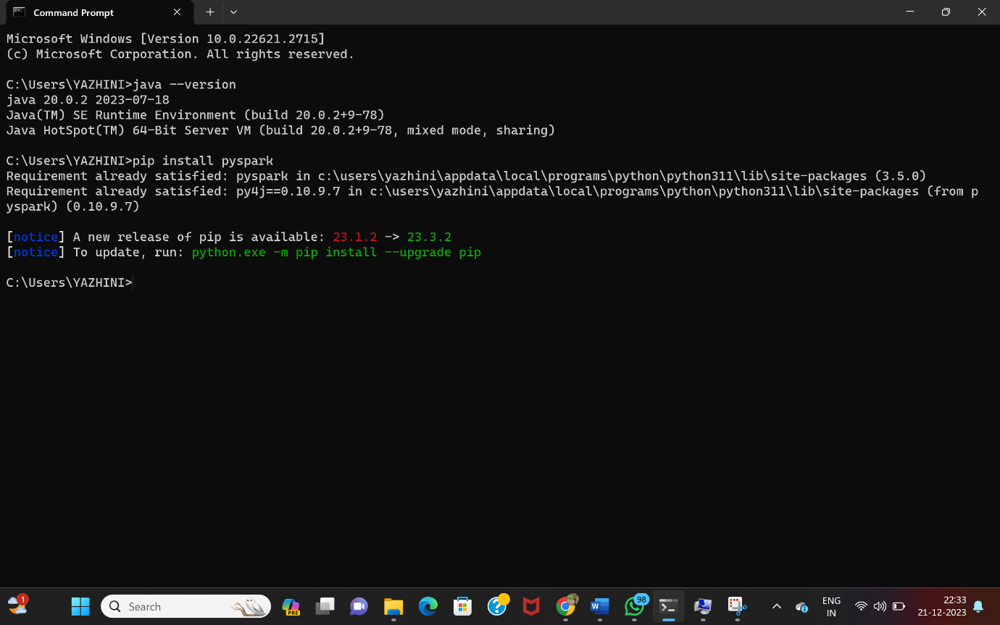 Command Prompt
Microsoft Windows [Version 10.0.22621.2715]
(c) Microsoft Corporation. All rights reserved.
C:\Users\YAZHINI>java --version
java 20.0.2 2023-07-18
Java(TM) SE Runtime Environment (build 20.0.2+9-78)
Java HotSpot(TM) 64-Bit Server VM (build 20.0.2+9-78, mixed mode, sharing)
C:\Users\YAZHINI>pip install pyspark
Requirement already satisfied: pyspark in c:\users\yazhini\appdata\local\programs\python\python311\lib\site-packages (3.5.0)
Requirement already satisfied: py4j==0.10.9.7 in c:\users\yazhini\appdata\local\programs\python\python311\lib\site-packages (from p
yspark) (0.10.9.7)
[notice] A new release of pip is available: 23.1.2 -> 23.3.2
[notice] To update, run: python.exe -m pip install --upgrade pip
C:\Users\YAZHINI>
1
Search
PRE
98
ENG
IN
22:33
21-12-2023